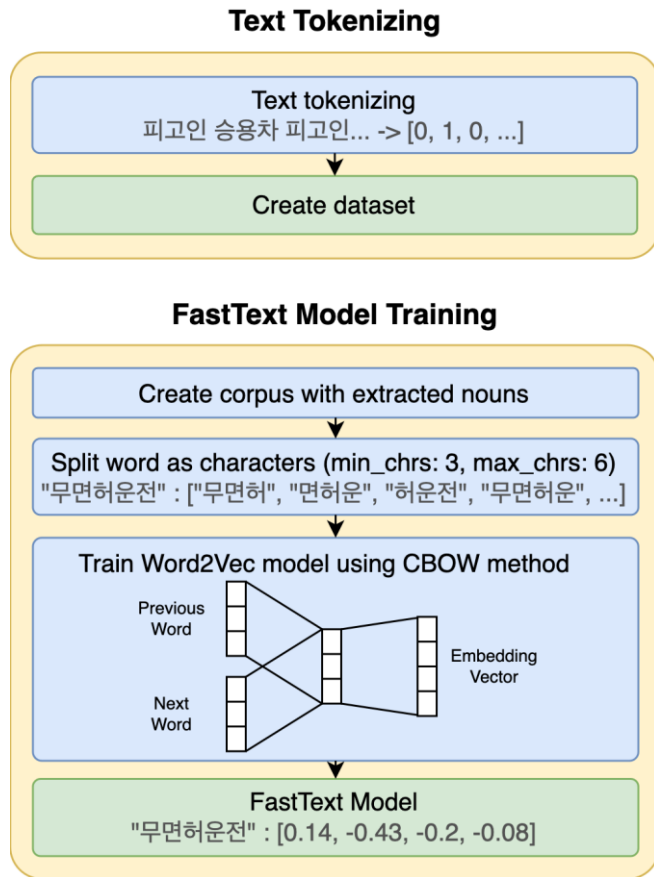 Text Tokenizing
Text tokenizing
피고인 승용차 피고인... -> [0, 1, 0, ...]
Create dataset
FastText Model Training
Create corpus with extracted nouns
Split word as characters (min_chrs: 3, max_chrs: 6)
"무면허운전" : ["무면허", "면허운", "허운전", "무면허운", ...]
Train Word2Vec model using CBOW method
Previous
Word
Next
Word
Embedding
Vector
FastText Model
"무면허운전" : [0.14, -0.43, -0.2, -0.08]